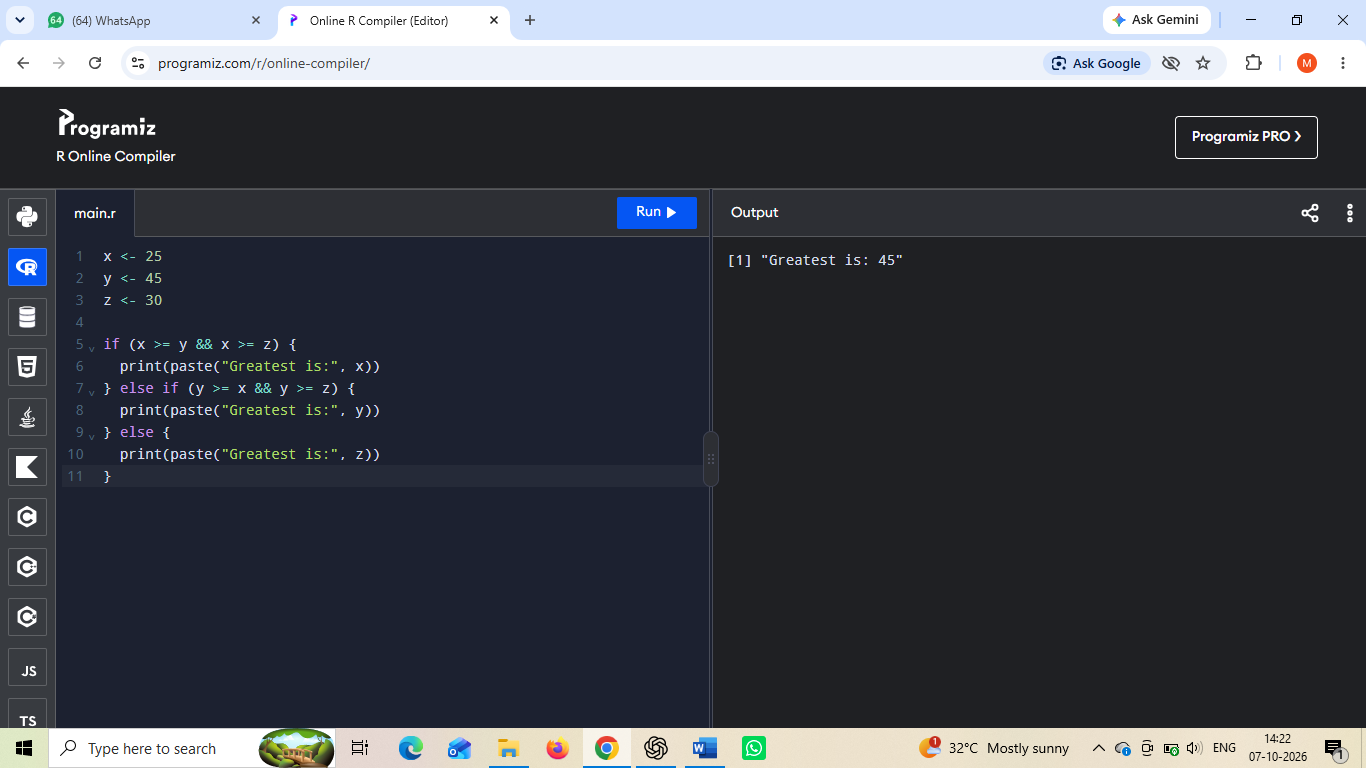 (64) WhatsApp
Online R Compiler (Editor)
Ask Gemini
programiz.com/r/online-compiler/
Ask Google
M
Programiz
R Online Compiler
Programiz PRO
main.r
Run
Output
1 x <- 25
2 y <- 45
3 z <- 30
4
5 if (x >= y && x >= z) {
6 print(paste("Greatest is:", x))
7 } else if (y >= x && y >= z) {
8 print(paste("Greatest is:", y))
9 } else {
10 print(paste("Greatest is:", z))
11 }
[1] "Greatest is: 45"
JS
TS
Type here to search
1
32°C Mostly sunny
ENG
14:22
07-10-2026
1